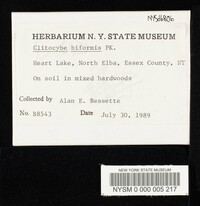 HERBARIUM N. Y. STATE MUSEUM
Clitocybe biformis PK.
Heart Lake, North Elba, Essex County, NY
On soil in mixed hardwoods
Collected by Alan E. Bessette
No. 88543 Date July 30, 1989
NEW YORK STATE MUSEUM
NYSM 0 000 005 217